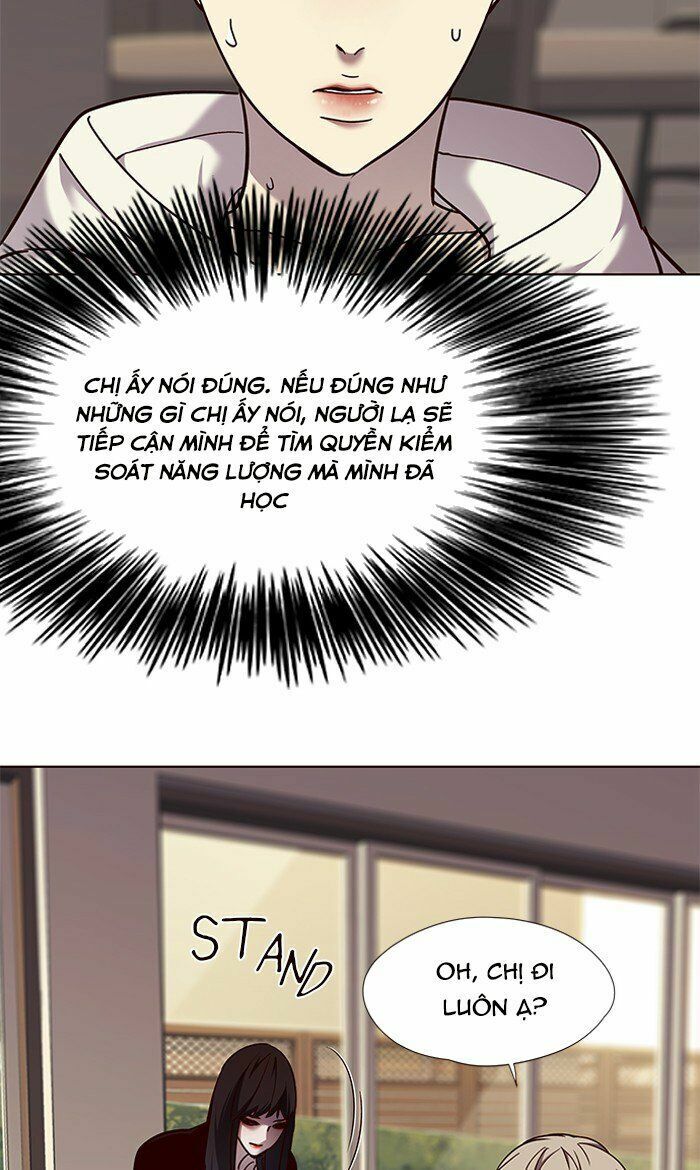 CHỊ ẤY NÓI ĐÚNG. NẾU ĐÚNG NHƯ
NHỮNG GÌ CHỊ ẤY NÓI, NGƯỜI LẠ SẼ
TIẾP CẬN MÌNH ĐỂ TÌM QUYỀN KIỂM
SOÁT NĂNG LƯỢNG MÀ MÌNH ĐÃ
HỌC
STAND
OH, CHỊ ĐI
LUÔN Ạ?